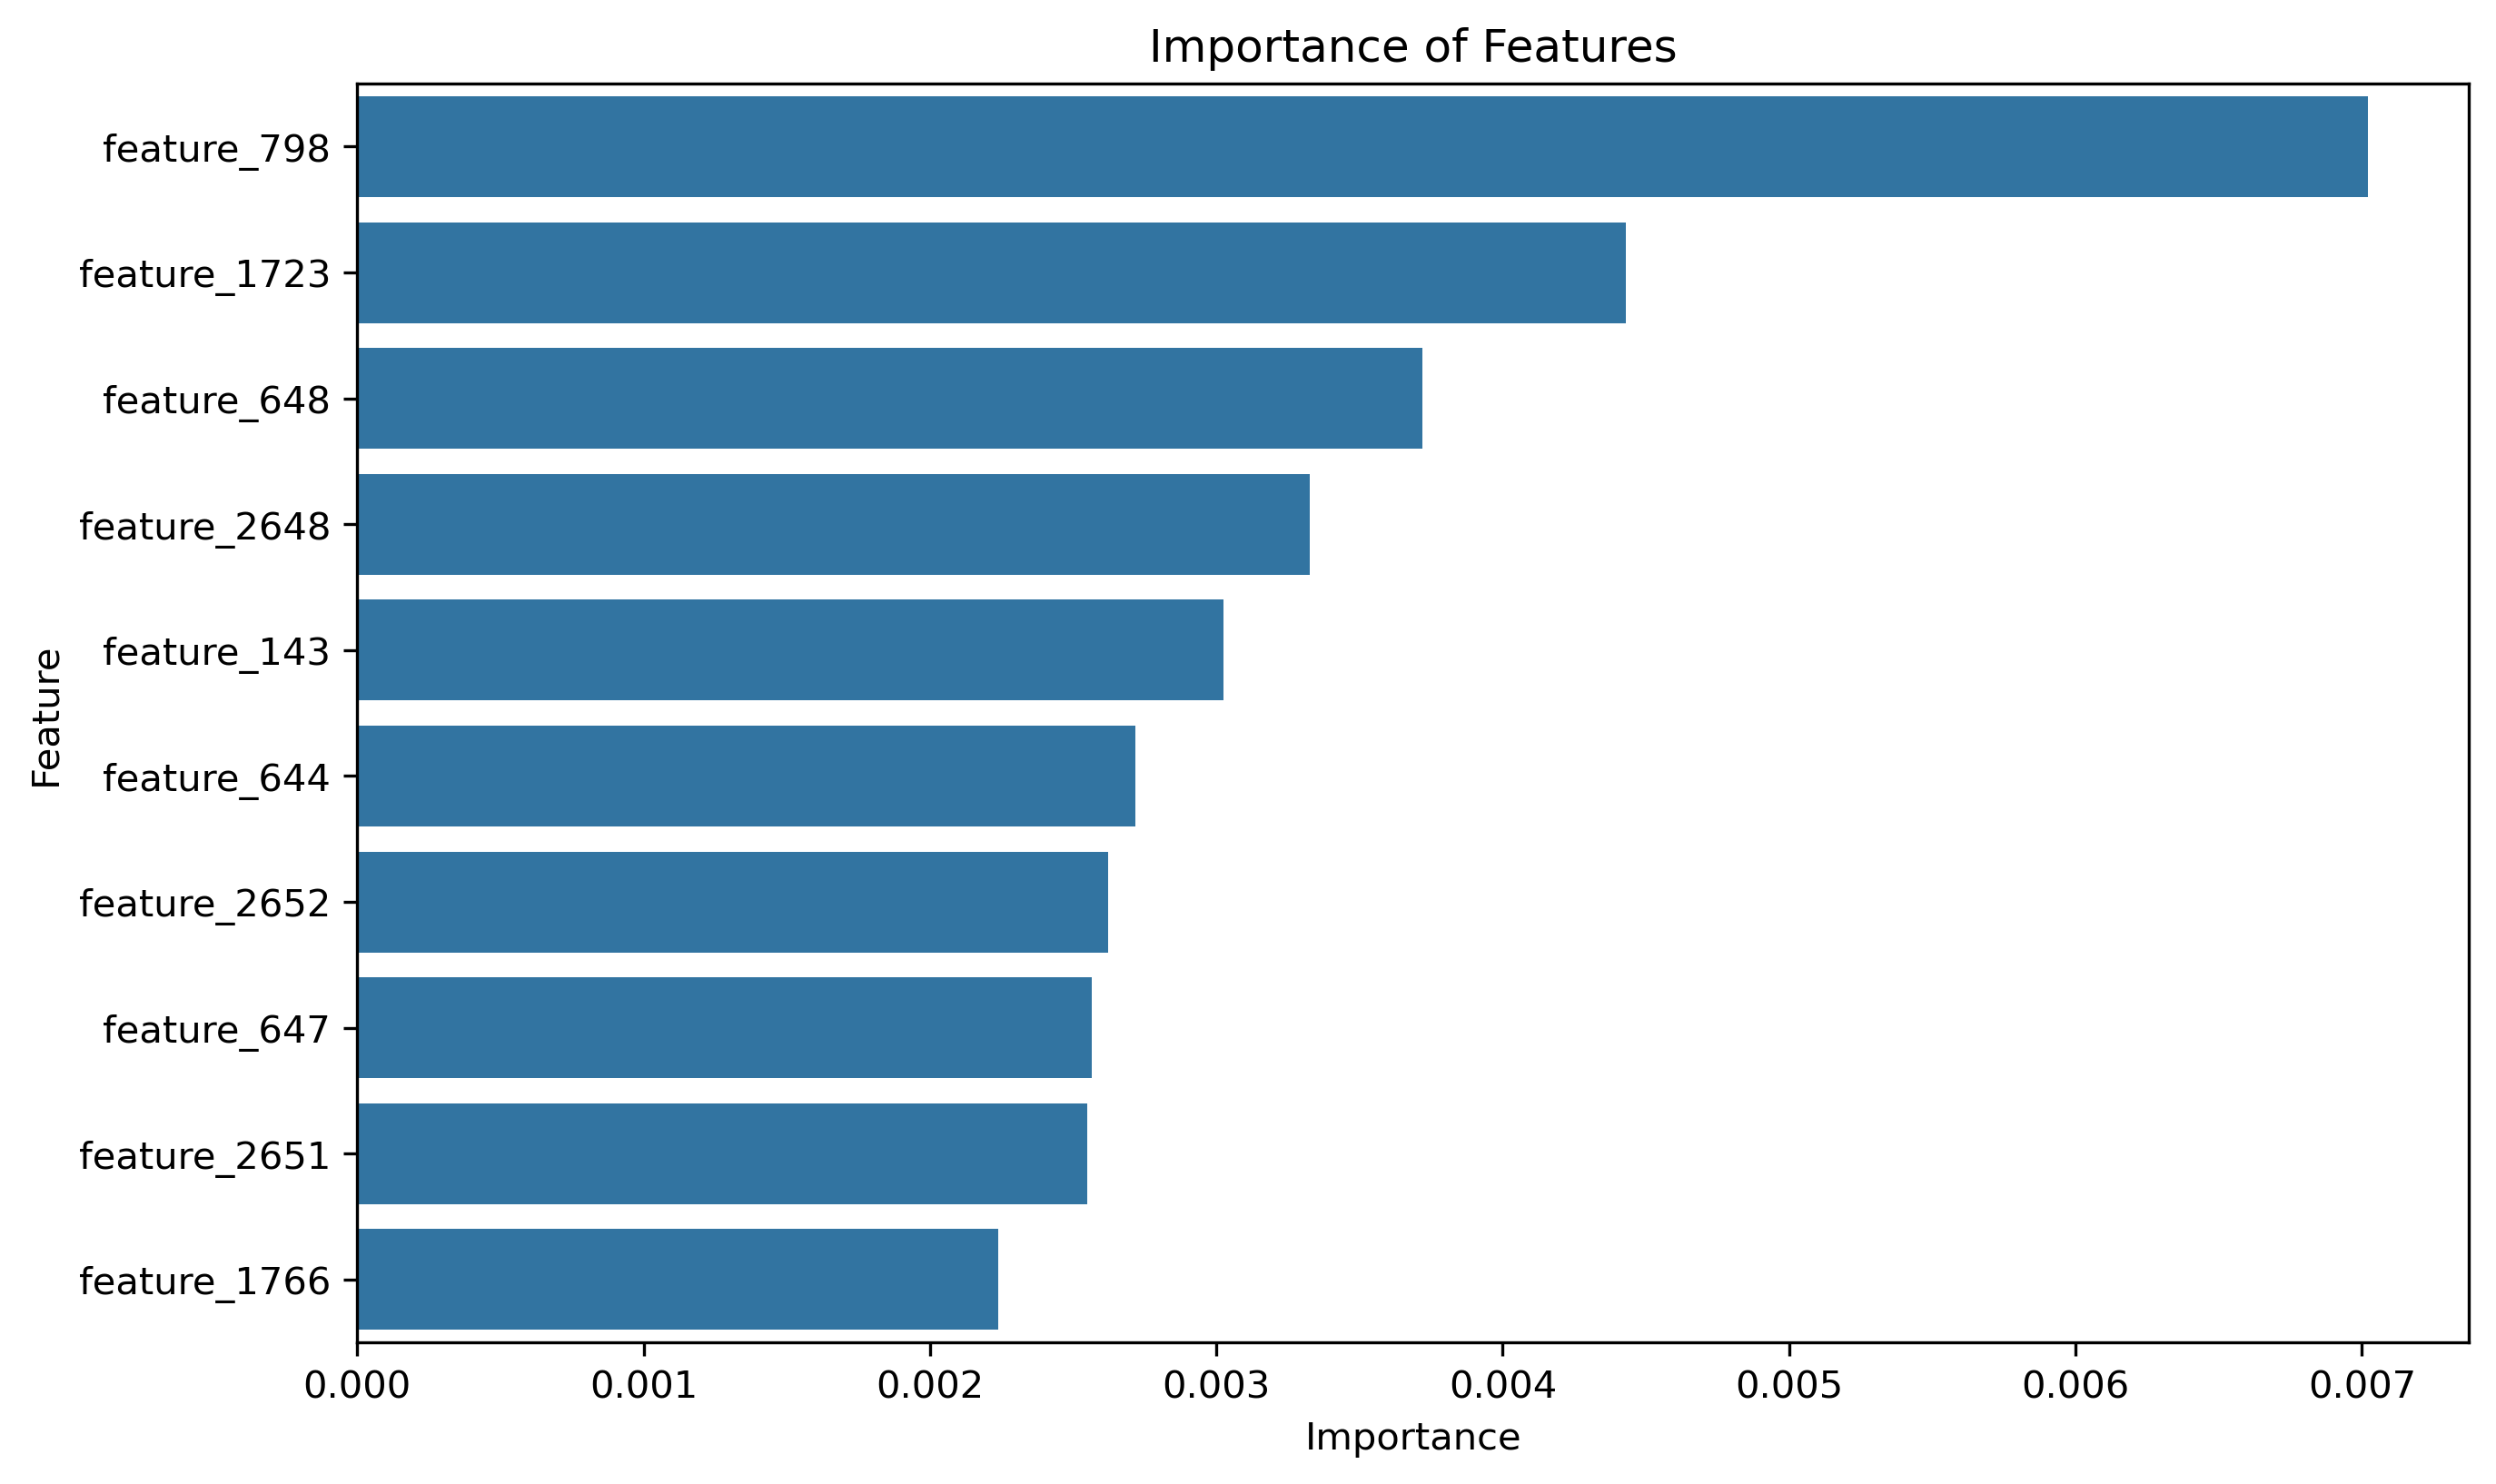 Importance of Features
feature_798
feature_1723
feature_648
feature_2648
feature_143
feature_644
feature_2652
feature_647
feature_2651
feature_1766
Feature
0.000 0.001 0.002 0.003 0.004 0.005 0.006 0.007
Importance